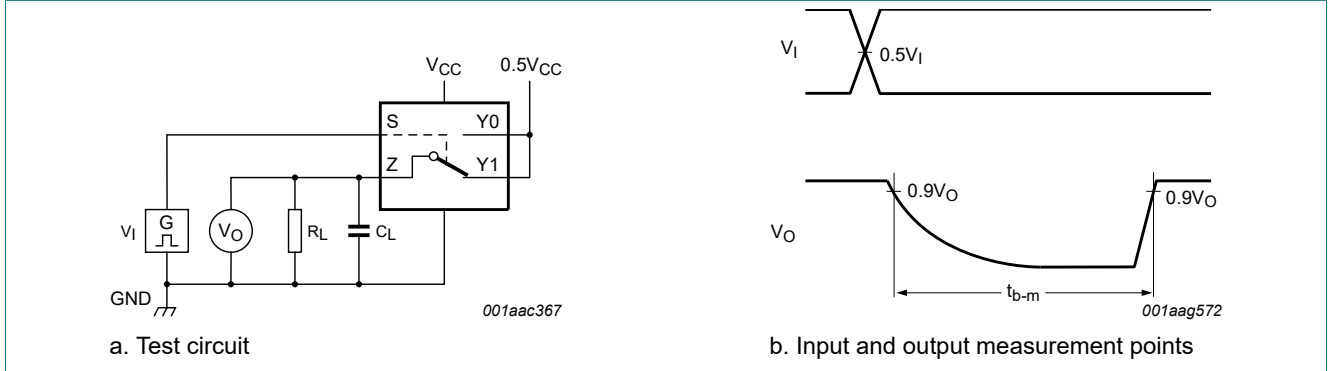 VCC
0.5VCC
S
Y0
Z
Y1
VI
G
VO
RL
CL
GND
001aac367
a. Test circuit
VI
0.5VI
0.9VO
0.9VO
VO
tb-m
001aag572
b. Input and output measurement points